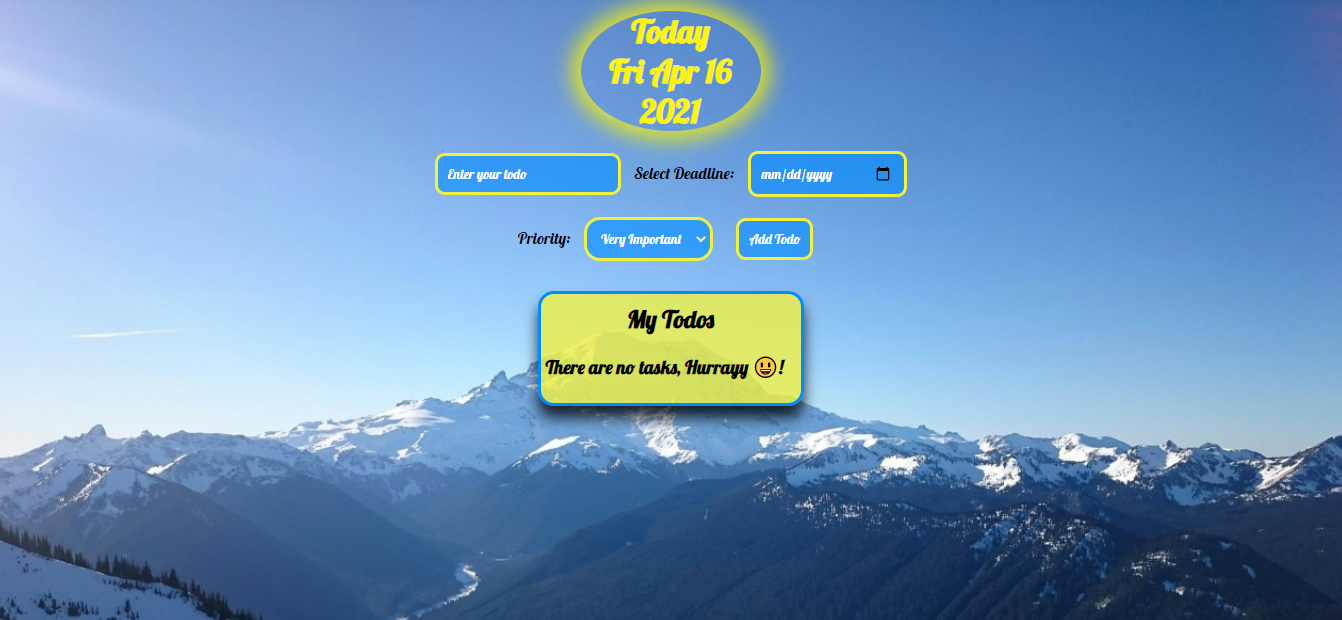 Today
Fri Apr 16
2021
Enter your todo Select Deadline: mm/dd/yyyy
Priority: Very Important Add Todo
My Todos
There are no tasks, Hurrayy 😃!